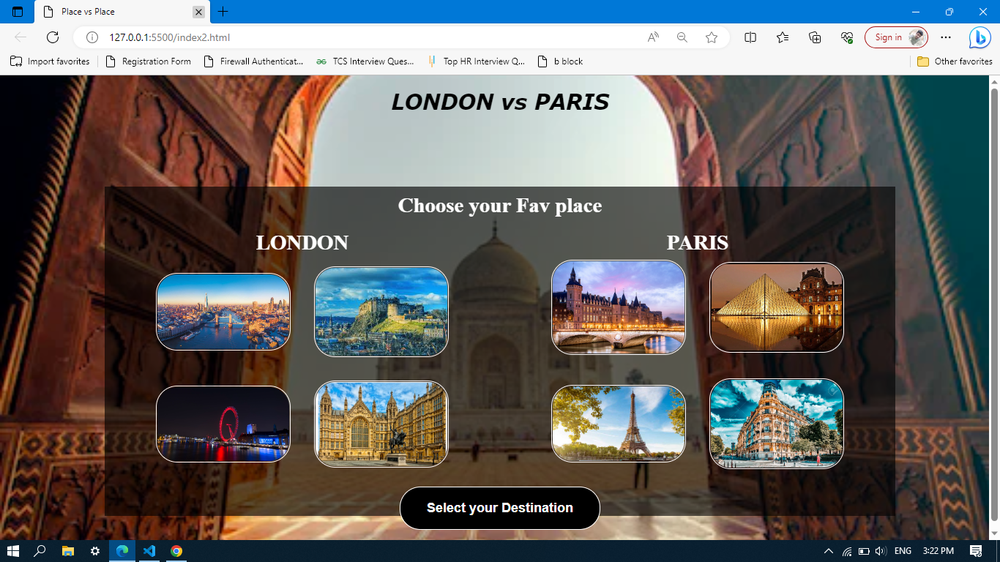 Place vs Place
127.0.0.1:5500/index2.html
Sign in
Import favorites
Registration Form
Firewall Authenticat...
TCS Interview Ques...
Top HR Interview Q...
b block
Other favorites
LONDON vs PARIS
Choose your Fav place
LONDON
PARIS
Select your Destination
ENG
3:22 PM